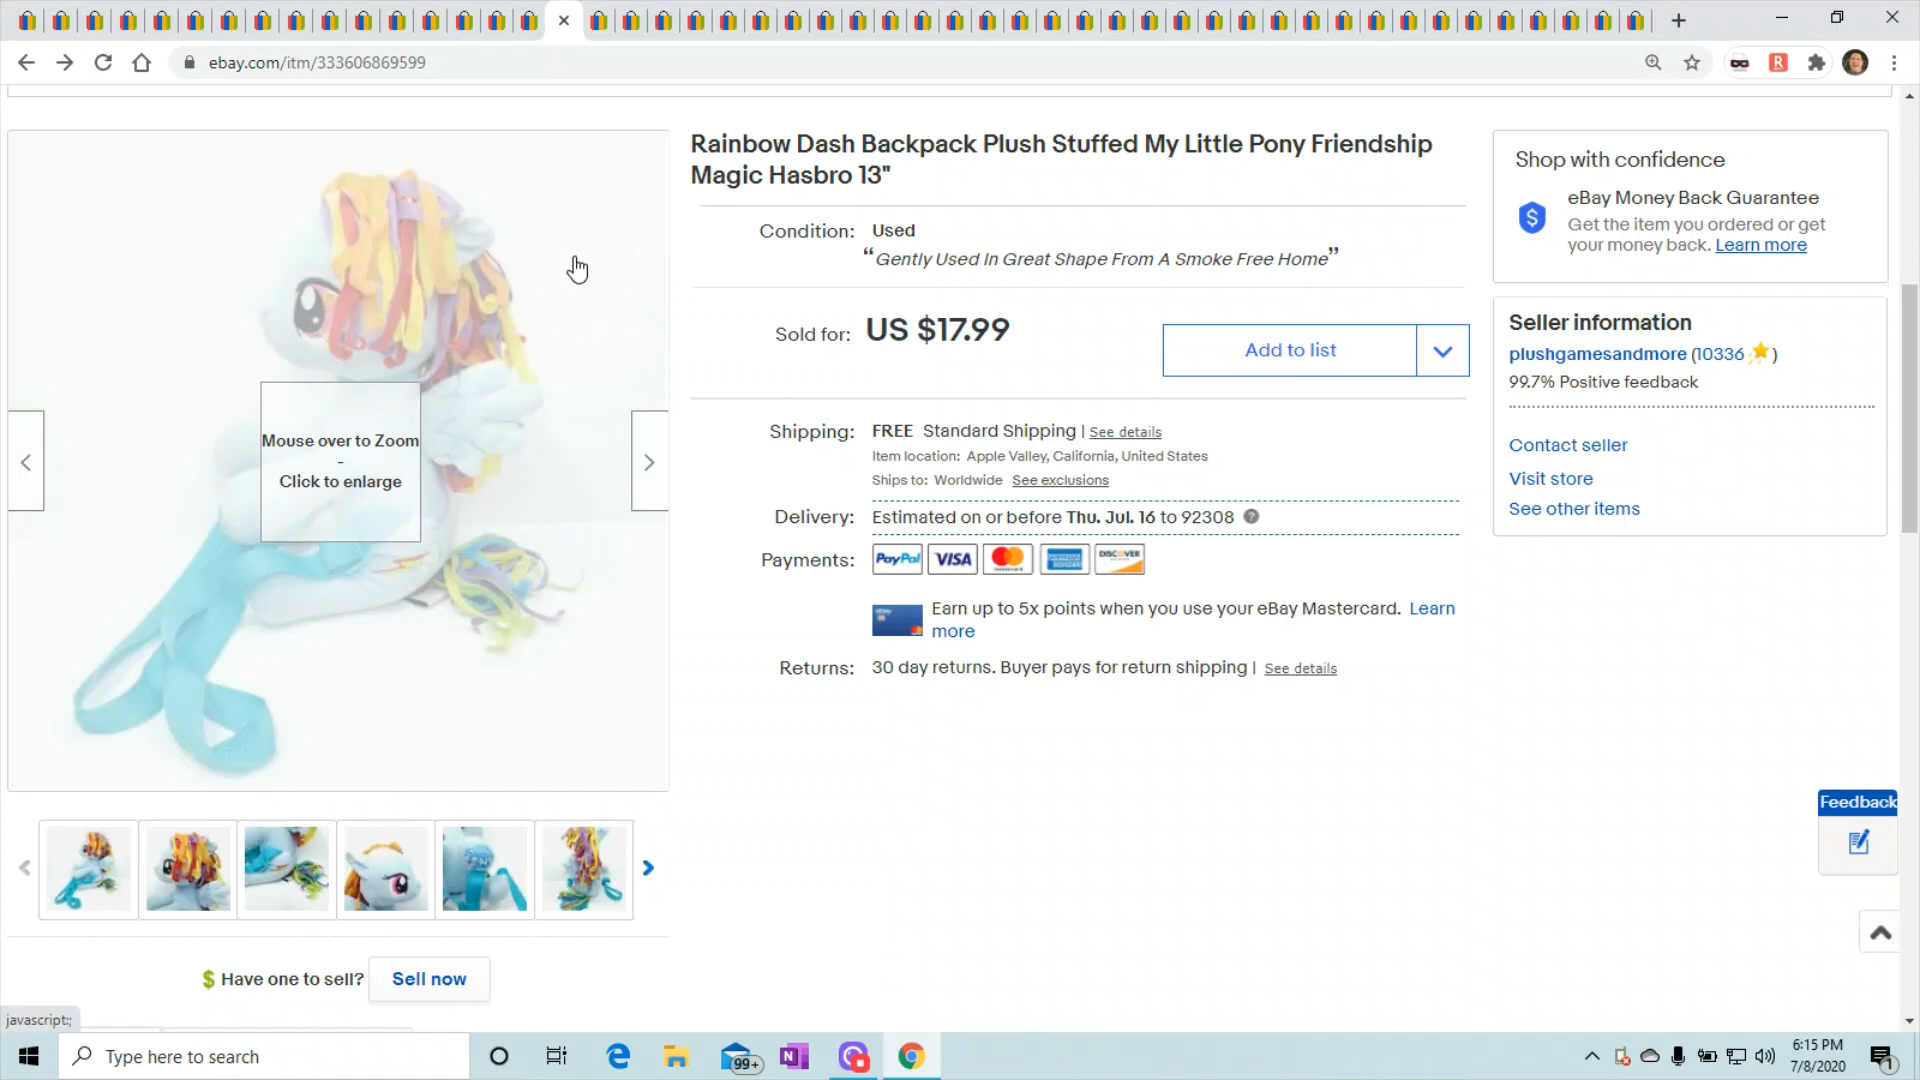 ebay.com/itm/333606869599
R
Rainbow Dash Backpack Plush Stuffed My Little Pony Friendship
Magic Hasbro 13"
Condition: Used
“Gently Used In Great Shape From A Smoke Free Home”
Sold for: US $17.99
Add to list
Shipping: FREE Standard Shipping | See details
Item location: Apple Valley, California, United States
Ships to: Worldwide See exclusions
Delivery: Estimated on or before Thu. Jul. 16 to 92308 ?
Payments: PayPal VISA mastercard AMERICAN EXPRESS DISCOVER
Earn up to 5x points when you use your eBay Mastercard. Learn
more
Returns: 30 day returns. Buyer pays for return shipping | See details
Shop with confidence
eBay Money Back Guarantee
$
Get the item you ordered or get
your money back. Learn more
Seller information
plushgamesandmore (10336 )
99.7% Positive feedback
Contact seller
Visit store
See other items
Mouse over to Zoom
-
Click to enlarge
Feedback
$ Have one to sell? Sell now
javascript:;
Type here to search
99+
N
6:15 PM
7/8/2020
1